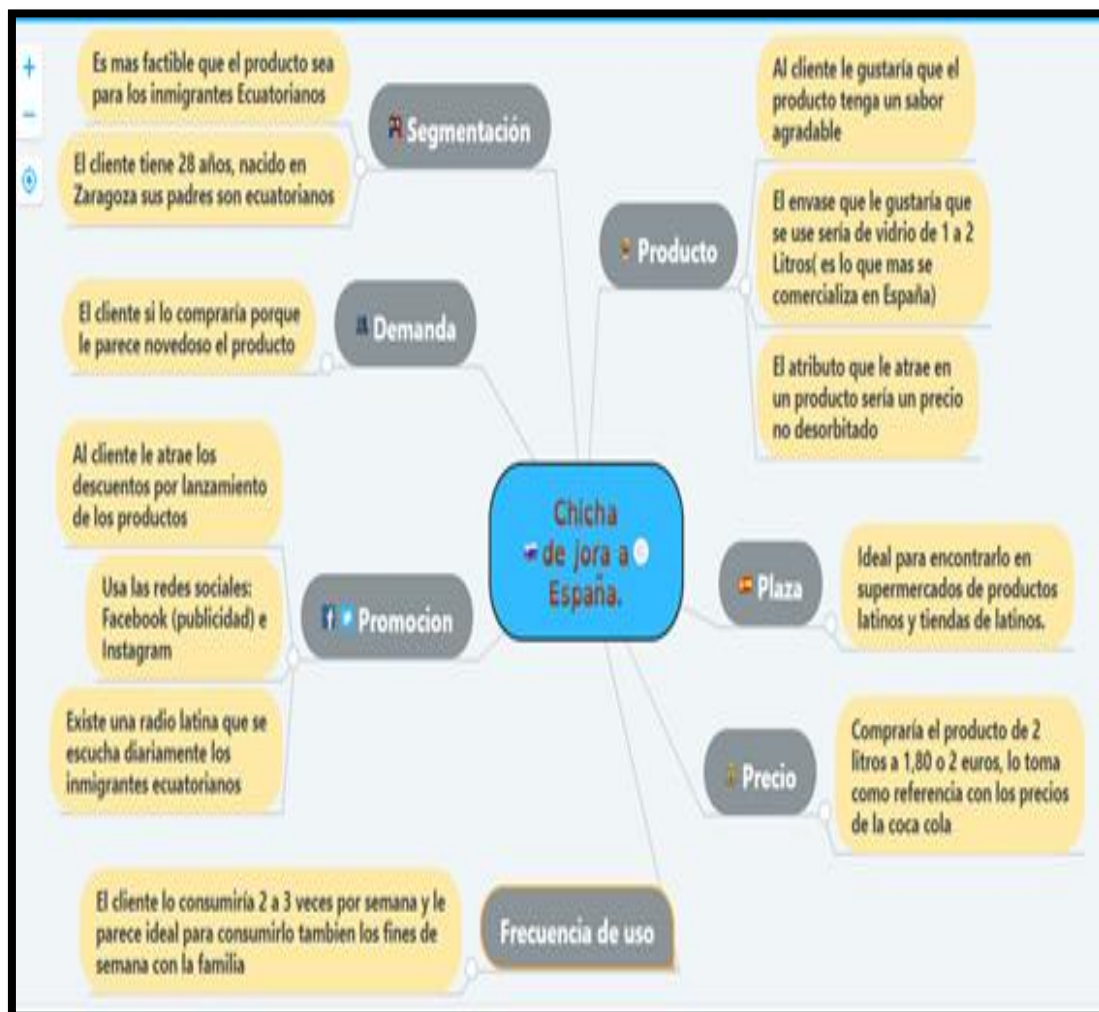 Es mas factible que el producto sea
para los inmigrantes Ecuatorianos
El cliente tiene 28 años, nacido en
Zaragoza sus padres son ecuatorianos
Segmentación
El cliente si lo compraría porque
le parece novedoso el producto
Demanda
Al cliente le atrae los
descuentos por lanzamiento
de los productos
Usa las redes sociales:
Facebook (publicidad) e
Instagram
Existe una radio latina que se
escucha diariamente los
inmigrantes ecuatorianos
Promocion
El cliente lo consumiría 2 a 3 veces por semana y le
parece ideal para consumirlo tambien los fines de
semana con la familia
Frecuencia de uso
Chicha
de jora a
España.
Producto
Al cliente le gustaría que el
producto tenga un sabor
agradable
El envase que le gustaría que
se use sería de vidrio de 1 a 2
Litros( es lo que mas se
comercializa en España)
El atributo que le atrae en
un producto sería un precio
no desorbitado
Plaza
Ideal para encontrarlo en
supermercados de productos
latinos y tiendas de latinos.
Precio
Compraría el producto de 2
litros a 1,80 o 2 euros, lo toma
como referencia con los precios
de la coca cola